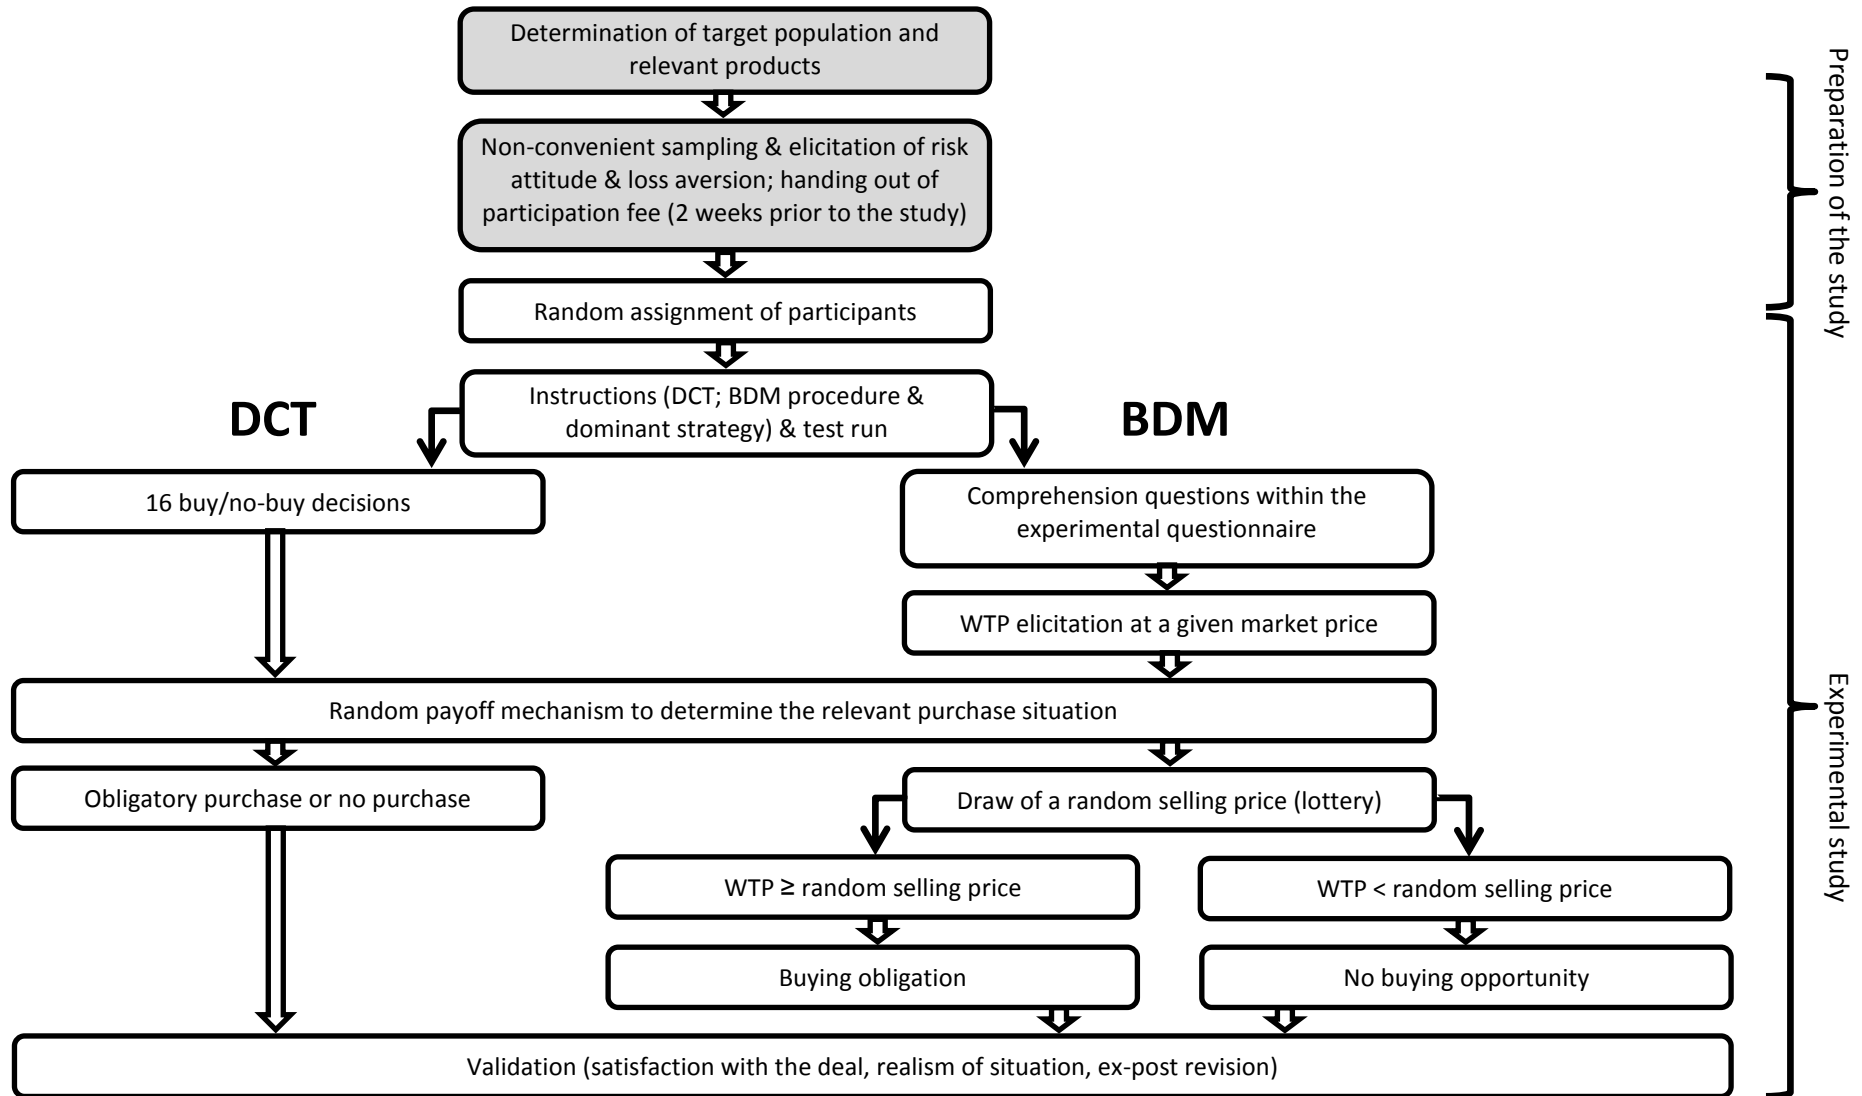 Determination of target population and
relevant products
Preparation of the study
Non-convenient sampling & elicitation of risk
attitude & loss aversion; handing out of
participation fee (2 weeks prior to the study)
Random assignment of participants
Instructions (DCT; BDM procedure &
dominant strategy) & test run
DCT
BDM
16 buy/no-buy decisions
Comprehension questions within the
experimental questionnaire
WTP elicitation at a given market price
Random payoff mechanism to determine the relevant purchase situation
Experimental study
Obligatory purchase or no purchase
Draw of a random selling price (lottery)
WTP ≥ random selling price
WTP < random selling price
Buying obligation
No buying opportunity
Validation (satisfaction with the deal, realism of situation, ex-post revision)